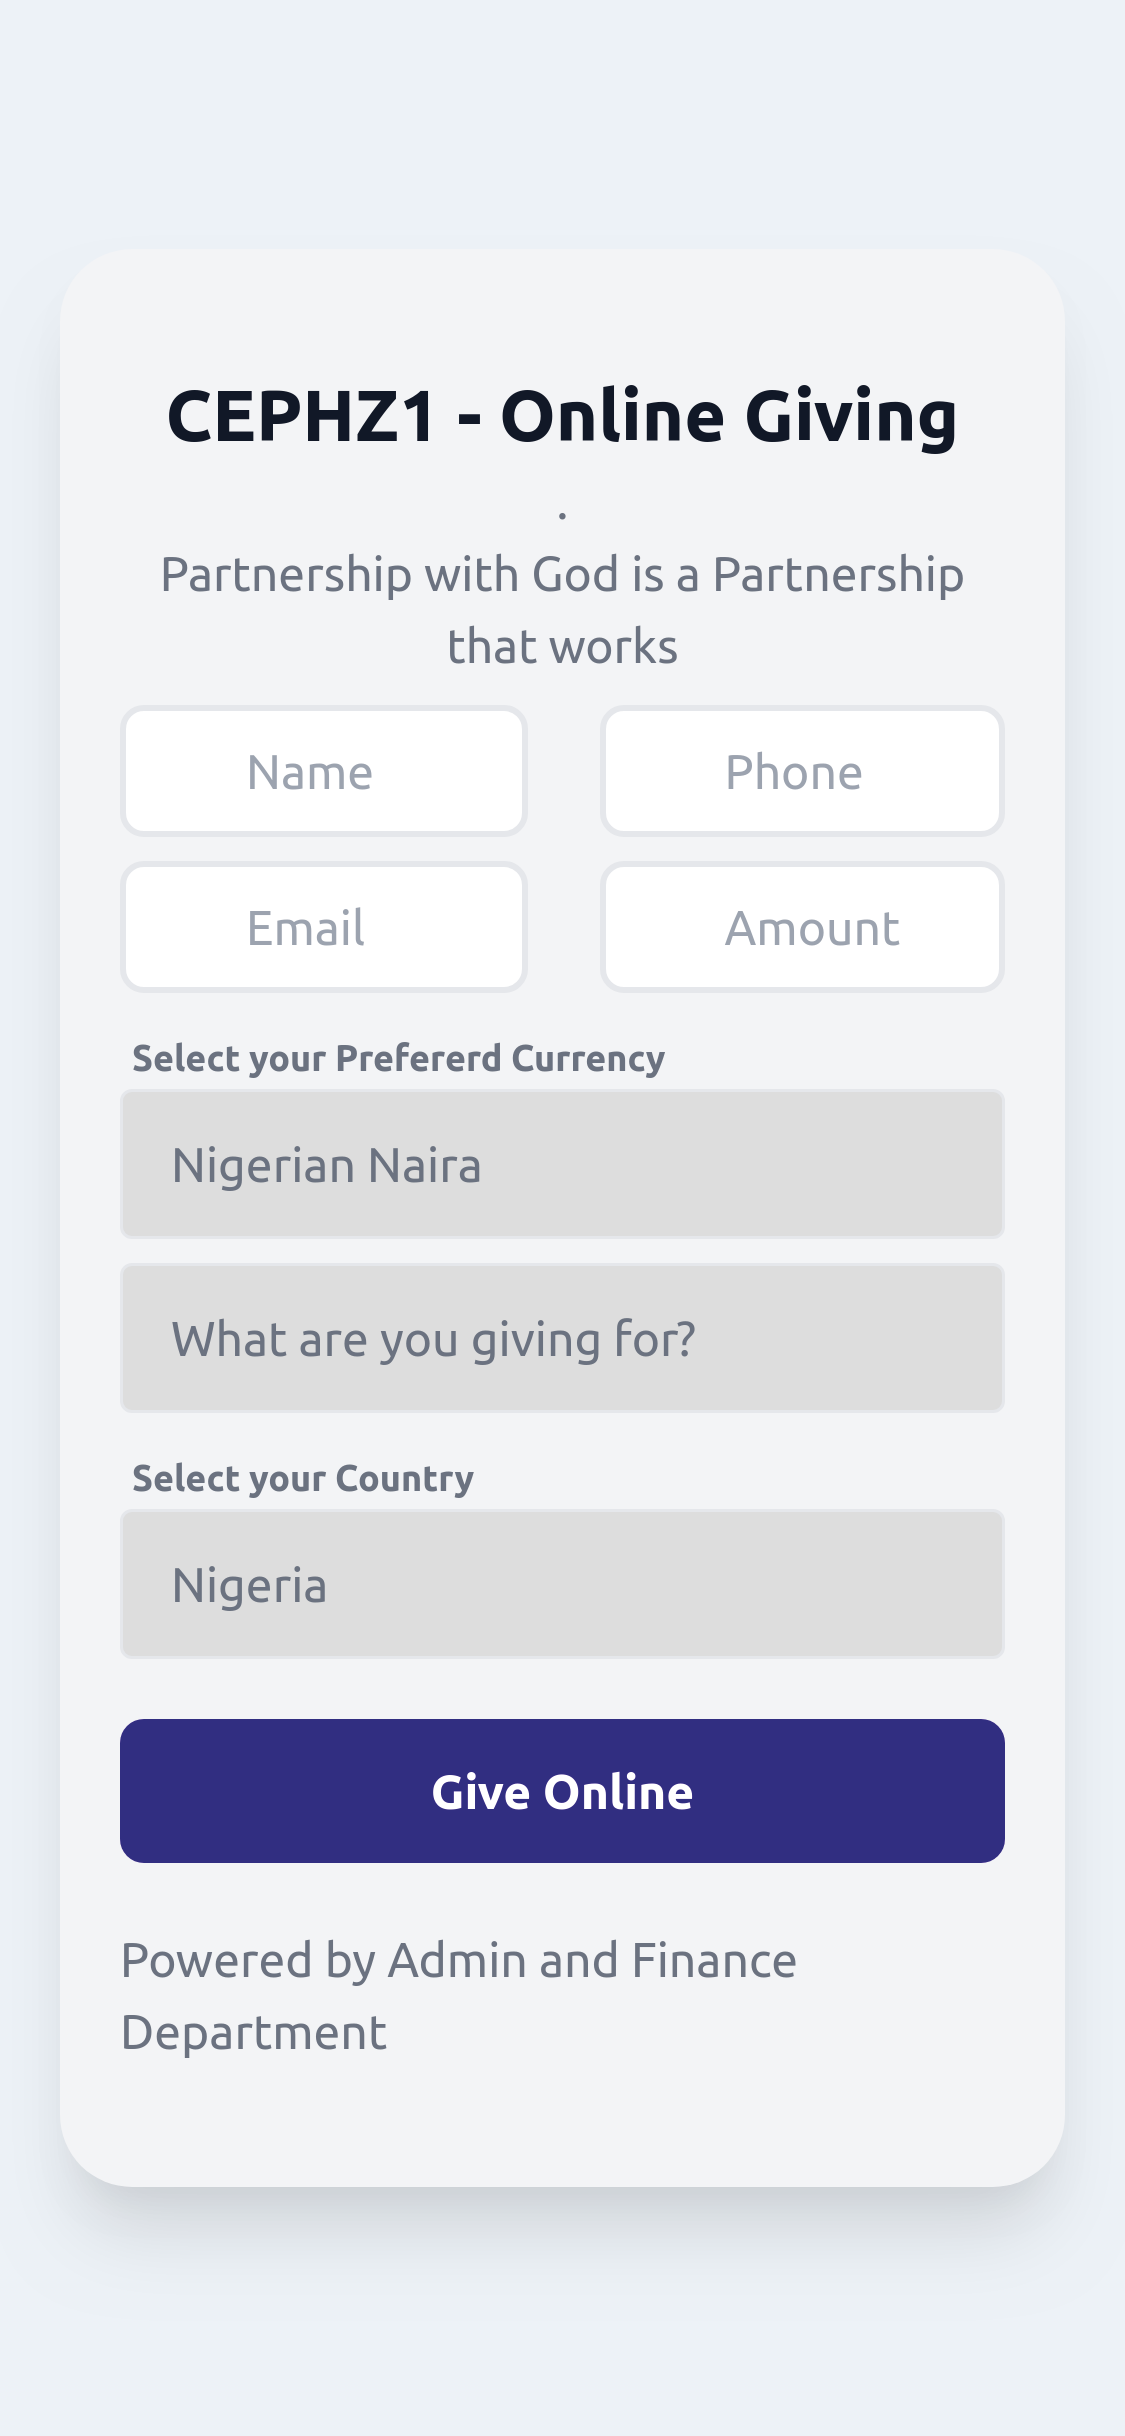 CEPHZ1 - Online Giving
.
Partnership with God is a Partnership
that works
Name
Phone
Email
Amount
Select your Prefererd Currency
Nigerian Naira
What are you giving for?
Select your Country
Nigeria
Give Online
Powered by Admin and Finance
Department